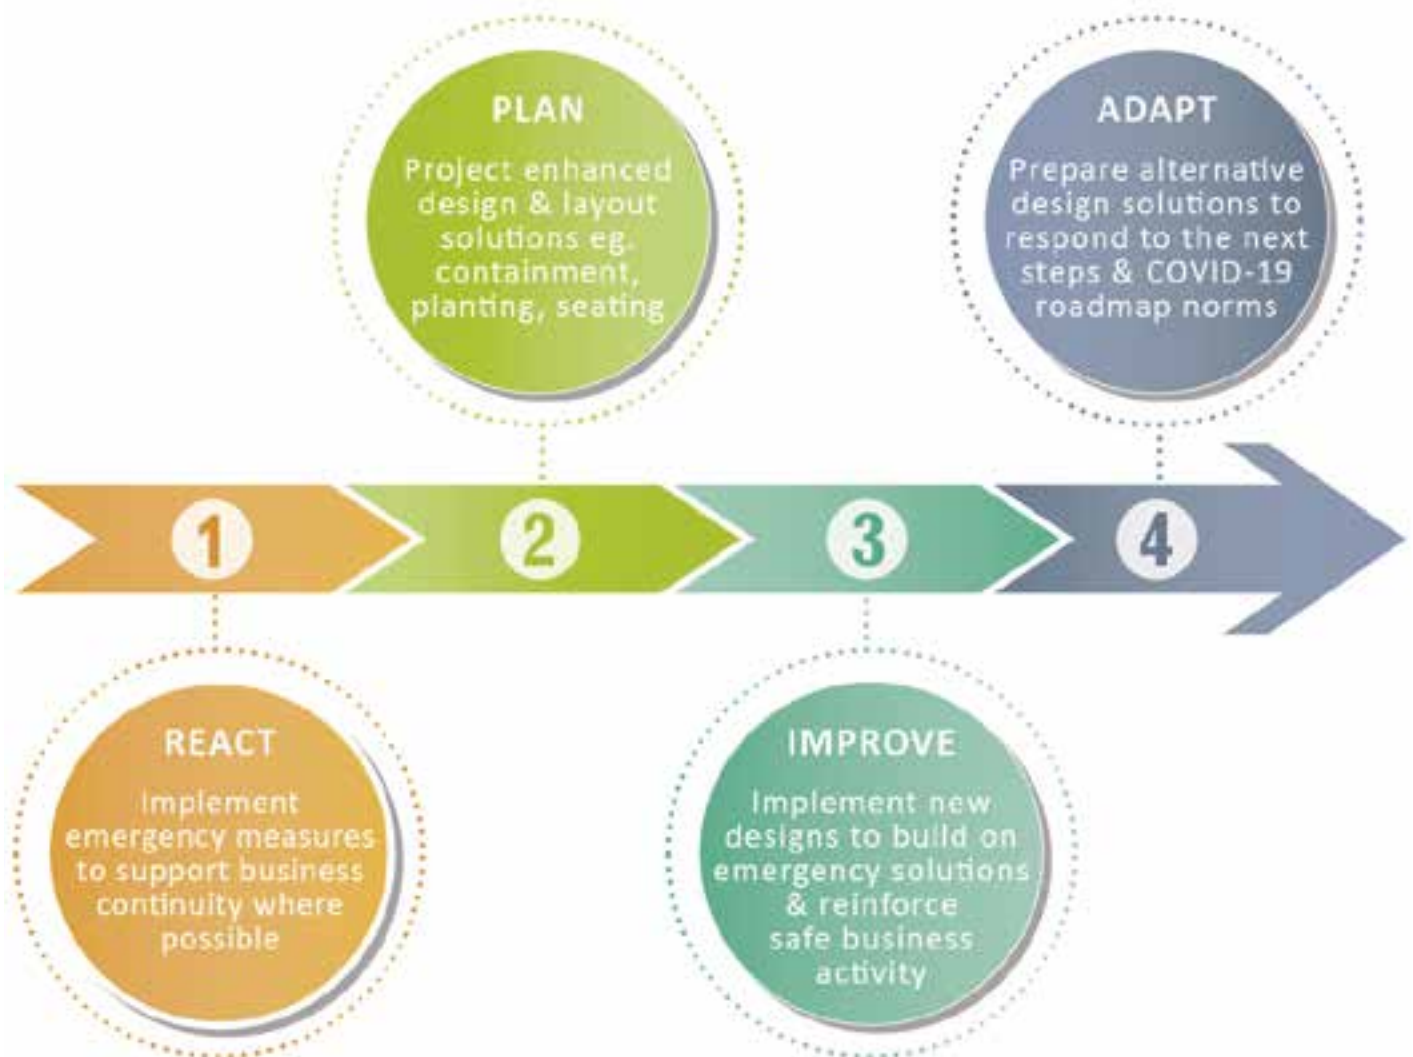 PLAN
Project enhanced
design & layout
solutions eg.
containment,
planting, seating
ADAPT
Prepare alternative
design solutions to
respond to the next
steps & COVID-19
roadmap norms
1
2
3
4
REACT
Implement
emergency measures
to support business
continuity where
possible
IMPROVE
Implement new
designs to build on
emergency solutions
& reinforce
safe business
activity